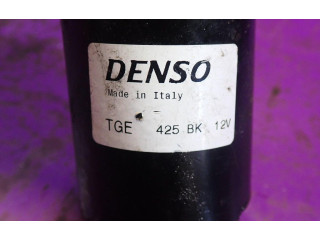 DENSO
Made in Italy
-
TGE 425 BK 12V